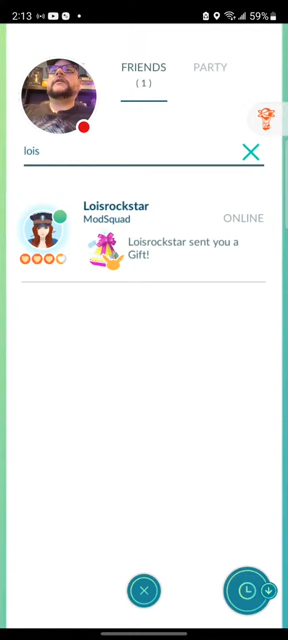 2:13
59%
FRIENDS
PARTY
( 1 )
lois
Loisrockstar
ModSquad
ONLINE
Loisrockstar sent you a
Gift!